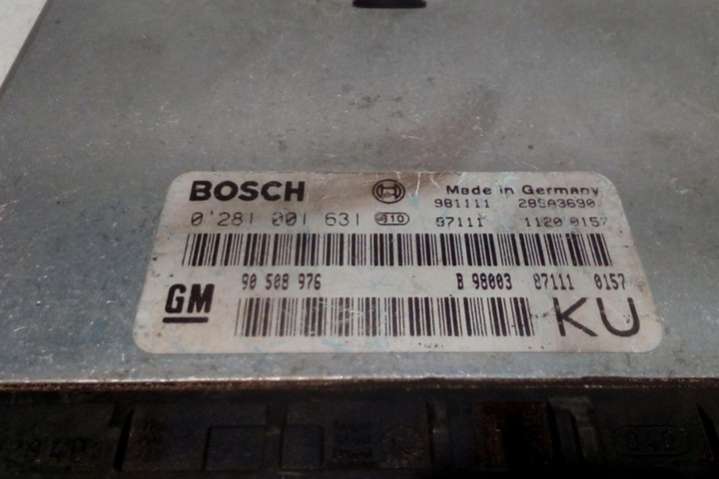 BOSCH Made in Germany
981111 28SA3690
0'281 001 631 610 87111 1120 0157
90 508 976 B 98003 87111 0157
GM KU